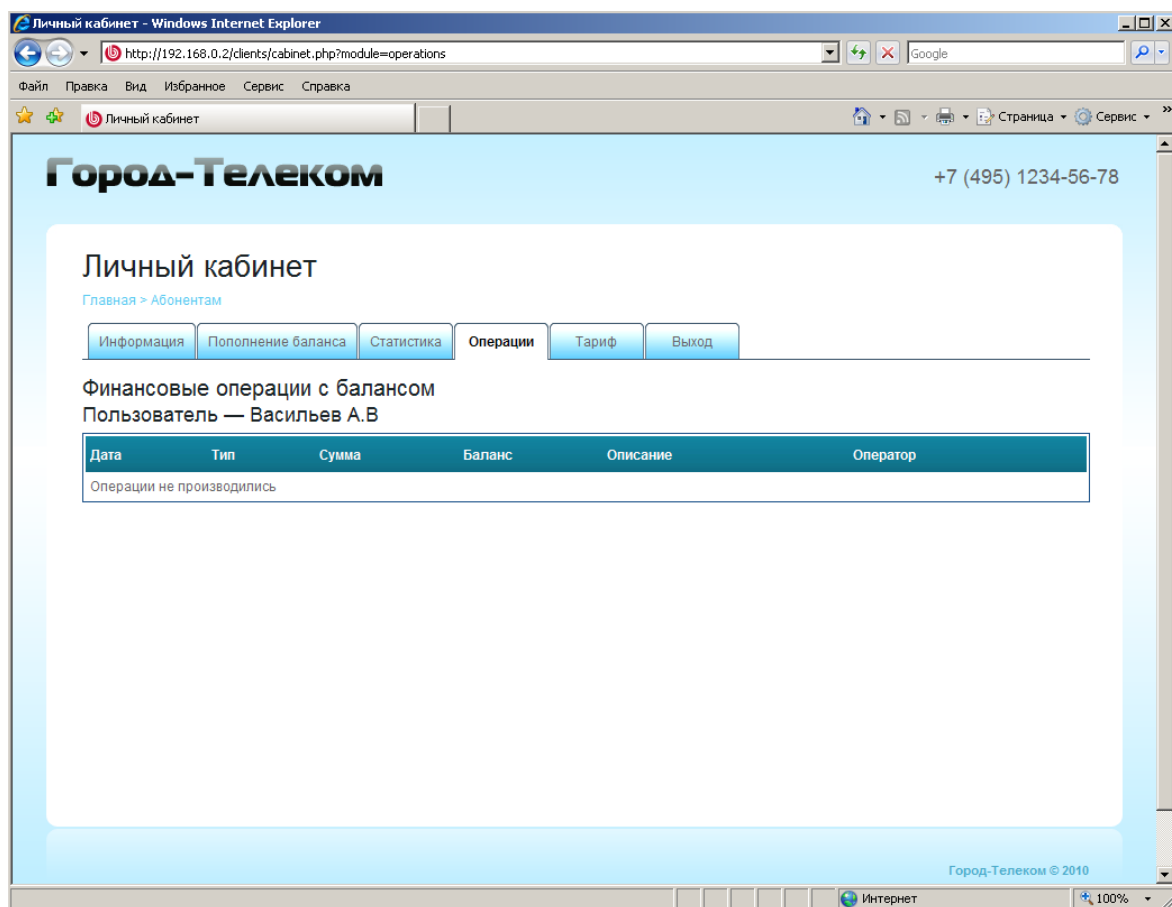 Личный кабинет - Windows Internet Explorer
http://192.168.0.2/clients/cabinet.php?module=operations
Google
Файл Правка Вид Избранное Сервис Справка
Личный кабинет
Страница
Сервис
»
Город-Телеком
+7 (495) 1234-56-78
Личный кабинет
Главная > Абонентам
Информация Пополнение баланса Статистика Операции Тариф Выход
Финансовые операции с балансом
Пользователь — Васильев А.В
Дата Тип Сумма Баланс Описание Оператор
Операции не производились
Город-Телеком © 2010
Интернет 100%